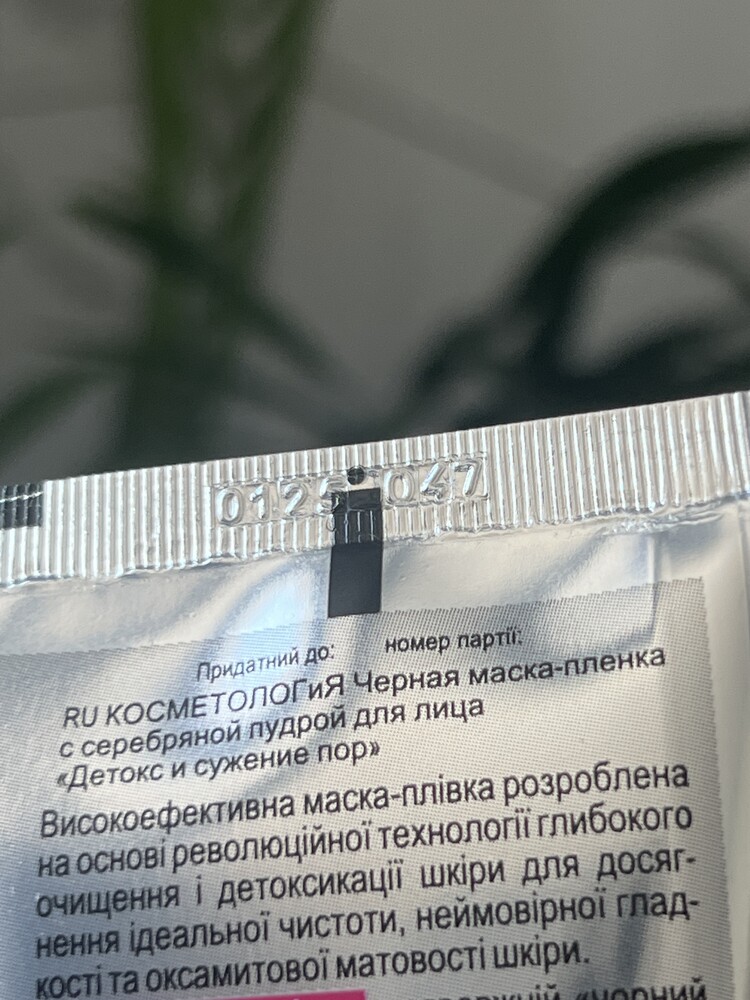 0125 047
Придатний до: номер партії:
RU КОСМЕТОЛОГиЯ Черная маска-пленка
с серебряной пудрой для лица
«Детокс и сужение пор»
Високоефективна маска-плівка розроблена
на основі революційної технології глибокого
очищення і детоксикації шкіри для досяг-
нення ідеальної чистоти, неймовірної глад-
кості та оксамитової матовості шкіри.
«чорний